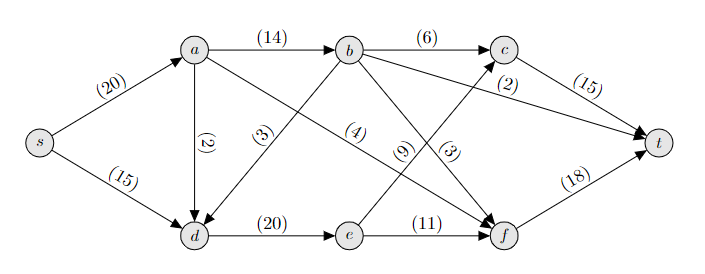 (14)
(6)
a
b
c
(20)
(2)
(15)
(2)
(3)
(4)
(9)
(3)
s
t
(15)
(18)
(20)
(11)
d
e
f